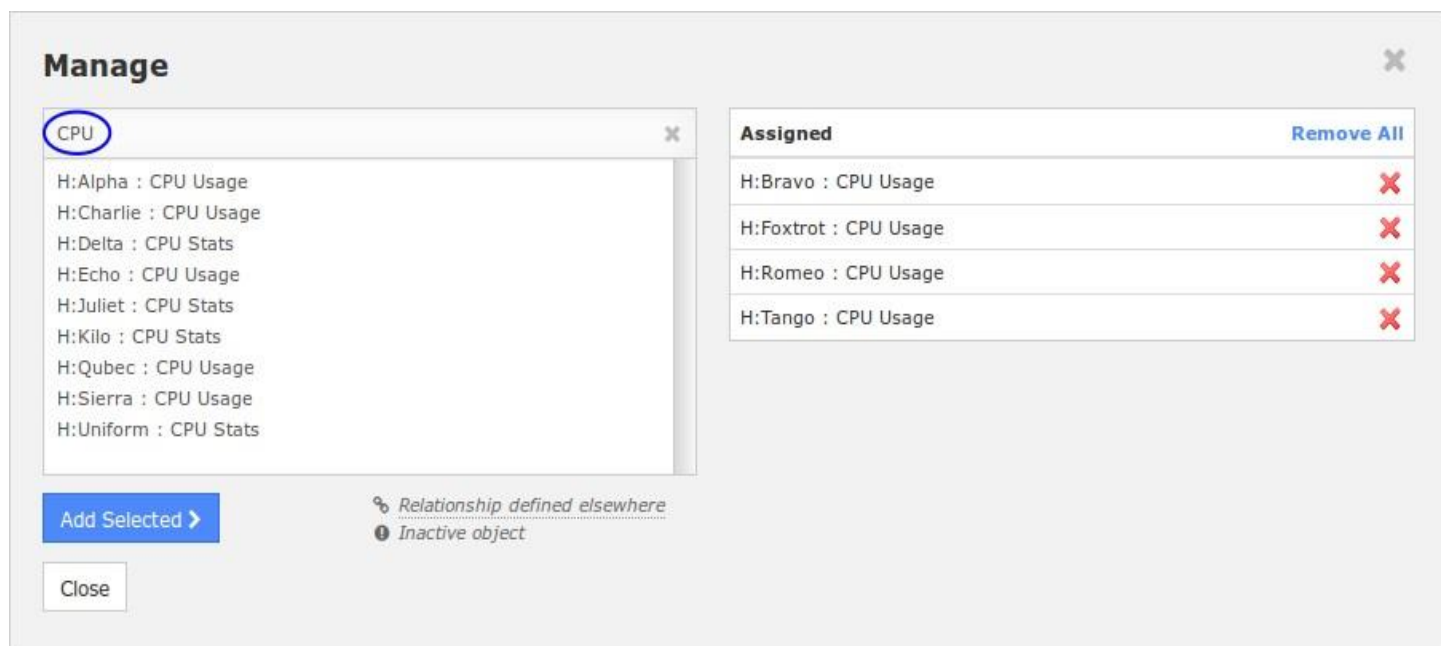 Manage
CPU
H:Alpha : CPU Usage
H:Charlie : CPU Usage
H:Delta : CPU Stats
H:Echo : CPU Usage
H:Juliet : CPU Stats
H:Kilo : CPU Stats
H:Qubec : CPU Usage
H:Sierra : CPU Usage
H:Uniform : CPU Stats
Add Selected
Relationship defined elsewhere
Inactive object
Close
Assigned Remove All
H:Bravo : CPU Usage
H:Foxtrot : CPU Usage
H:Romeo : CPU Usage
H:Tango : CPU Usage